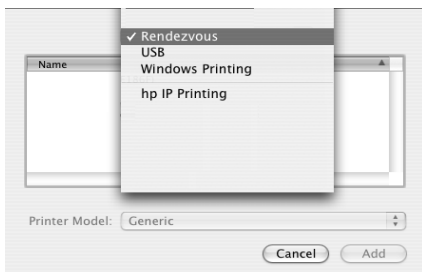 ✓ Rendezvous
USB
Windows Printing
hp IP Printing
Name
Printer Model: Generic
Cancel Add